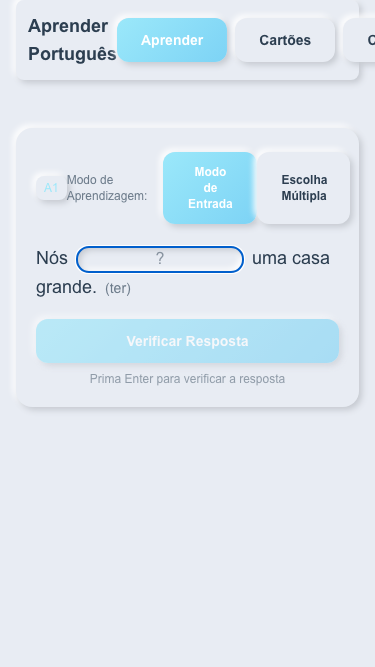 Aprender
Português
Aprender
Cartões
A1
Modo de
Aprendizagem:
Modo
de
Entrada
Escolha
Múltipla
Nós ? uma casa
grande. (ter)
Verificar Resposta
Prima Enter para verificar a resposta